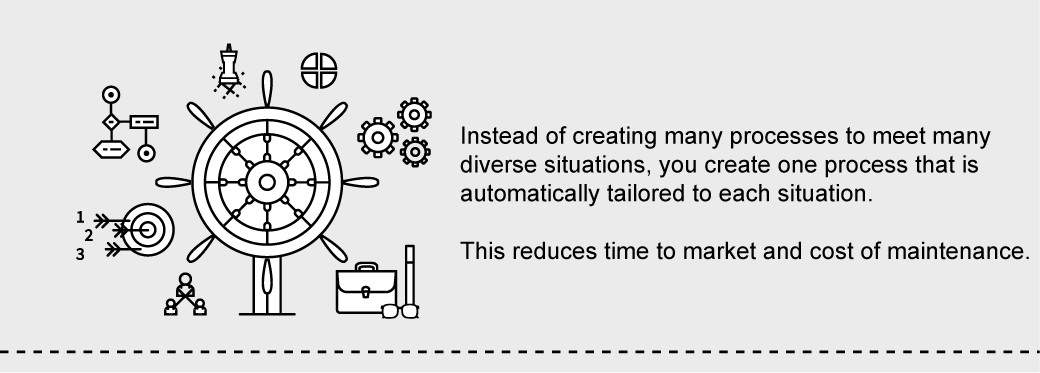 1
2
3
Instead of creating many processes to meet many
diverse situations, you create one process that is
automatically tailored to each situation.
This reduces time to market and cost of maintenance.